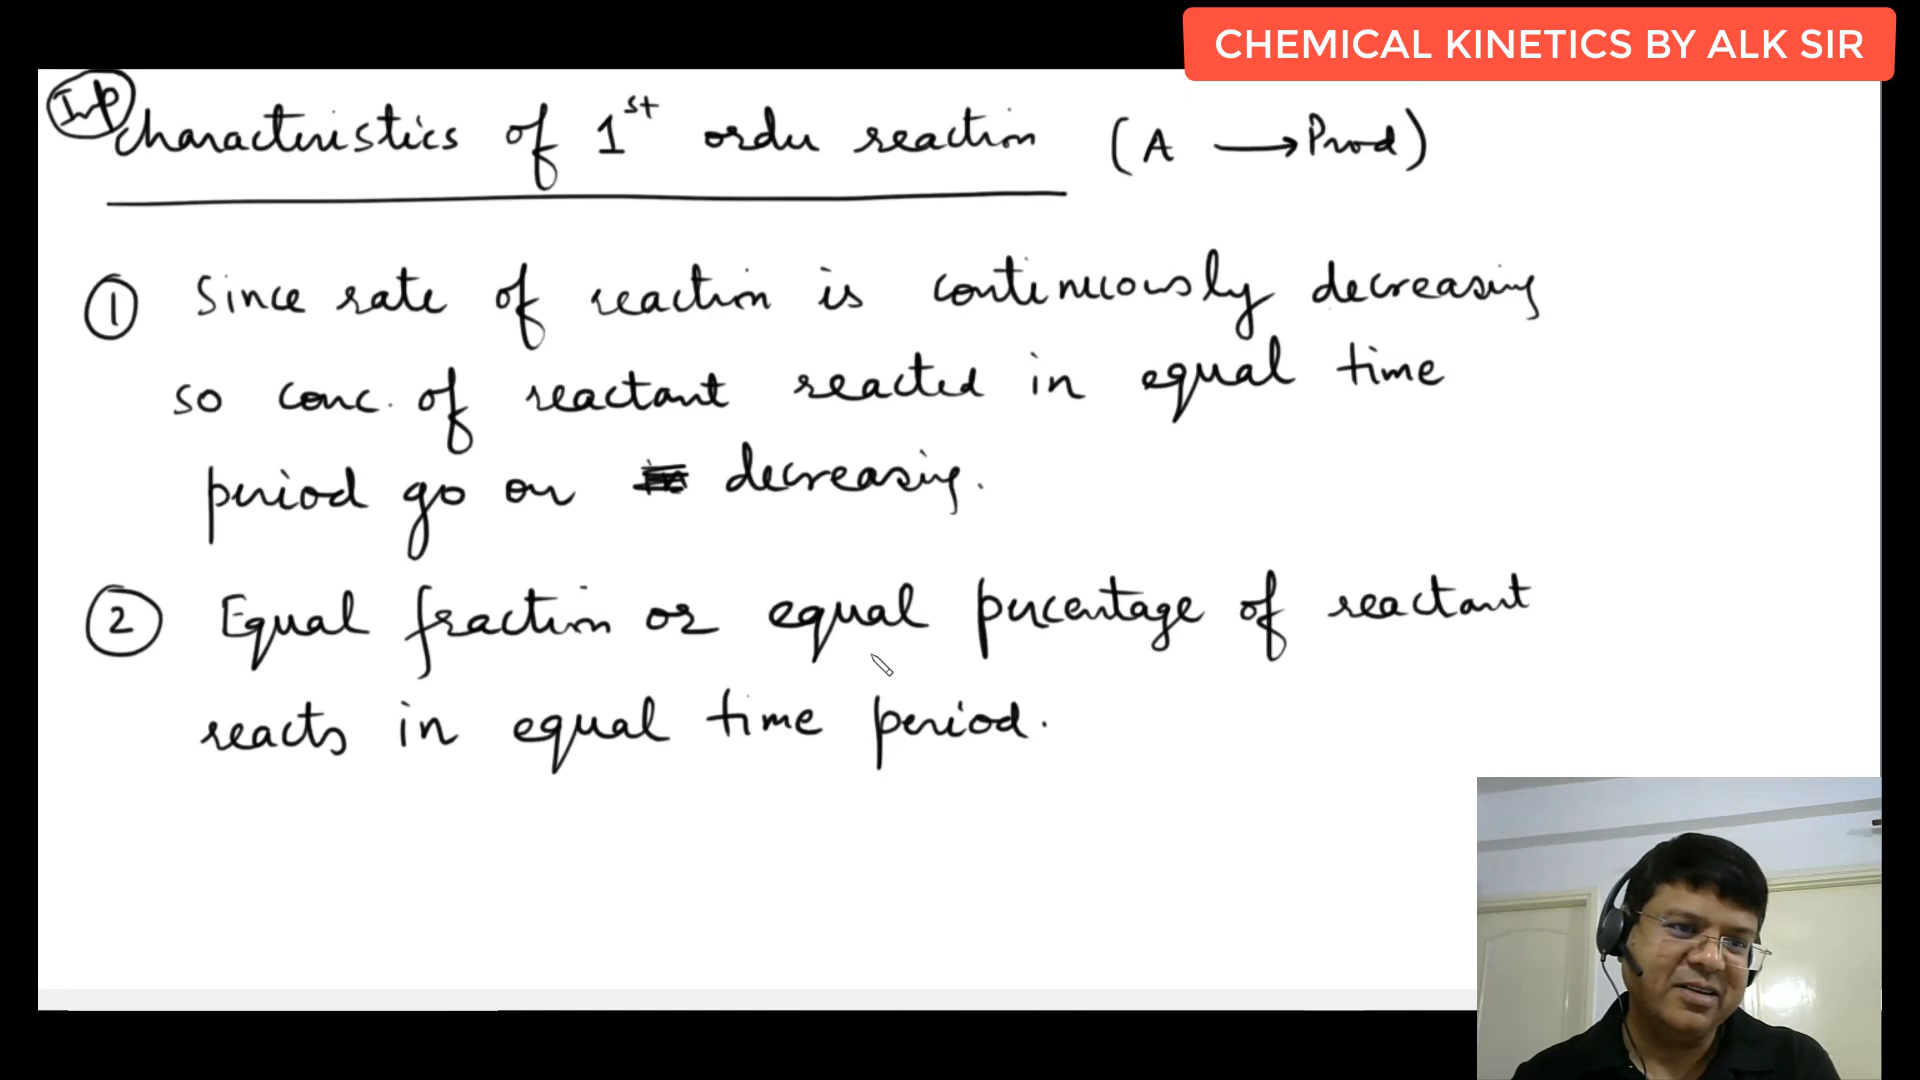 CHEMICAL KINETICS BY ALK SIR
Imp
Characteristics of 1st order reaction (A → Prod)
1 Since rate of reaction is continuously decreasing
so conc. of reactant reacted in equal time
period go on decreasing.
2 Equal fraction or equal percentage of reactant
reacts in equal time period.